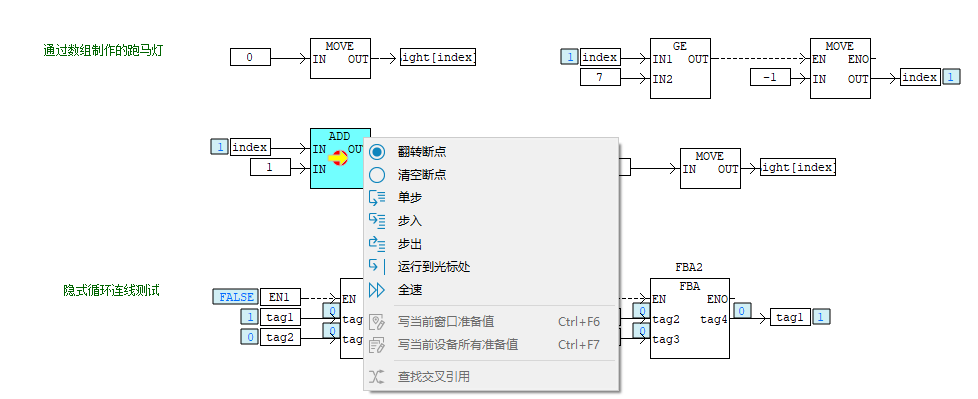 通过数组制作的跑马灯
0
MOVE
IN OUT
ight[index]
1 index
7
GE
IN1 OUT
IN2
-1
MOVE
EN ENO
IN OUT
index 1
1 index
1
ADD
IN OUT
IN
MOVE
IN OUT
ight[index]
翻转断点
清空断点
单步
步入
步出
运行到光标处
全速
写当前窗口准备值 Ctrl+F6
写当前设备所有准备值 Ctrl+F7
查找交叉引用
隐式循环连线测试
FALSE EN1
1 tag1
0 tag2
EN
0 tag
0 tag
FBA2
FBA
EN ENO
0 tag2 tag4 0
0 tag3
tag1 1